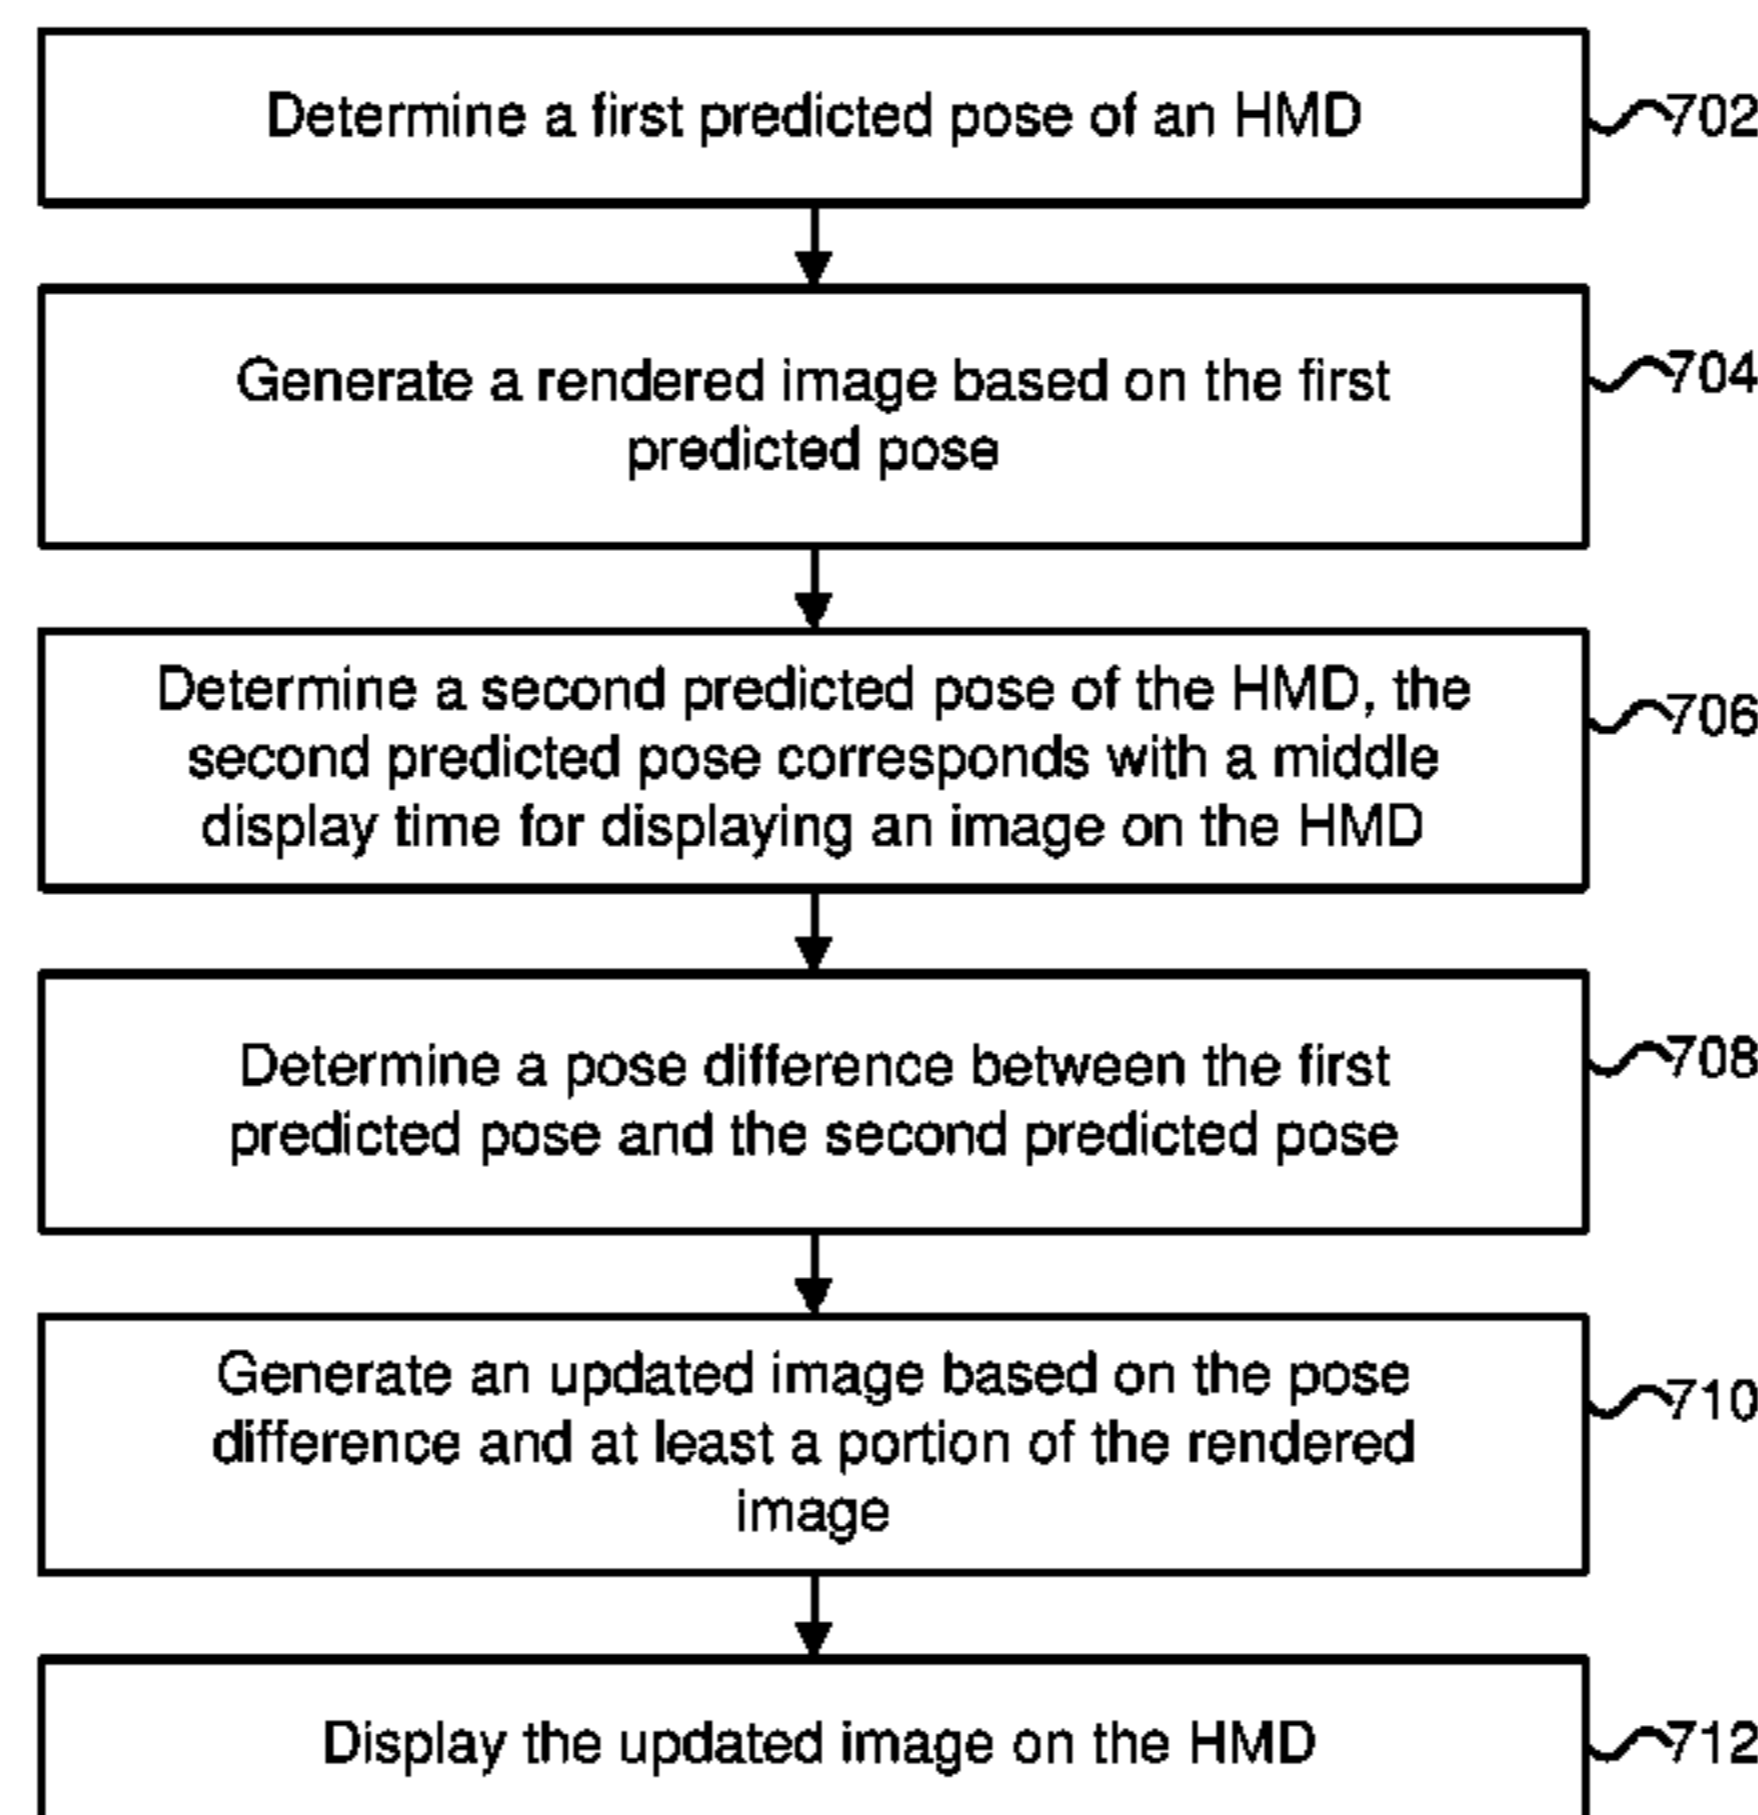 Determine a first predicted pose of an HMD
702
Generate a rendered image based on the first
predicted pose
704
Determine a second predicted pose of the HMD, the
second predicted pose corresponds with a middle
display time for displaying an image on the HMD
706
Determine a pose difference between the first
predicted pose and the second predicted pose
708
Generate an updated image based on the pose
difference and at least a portion of the rendered
image
710
Display the updated image on the HMD
712